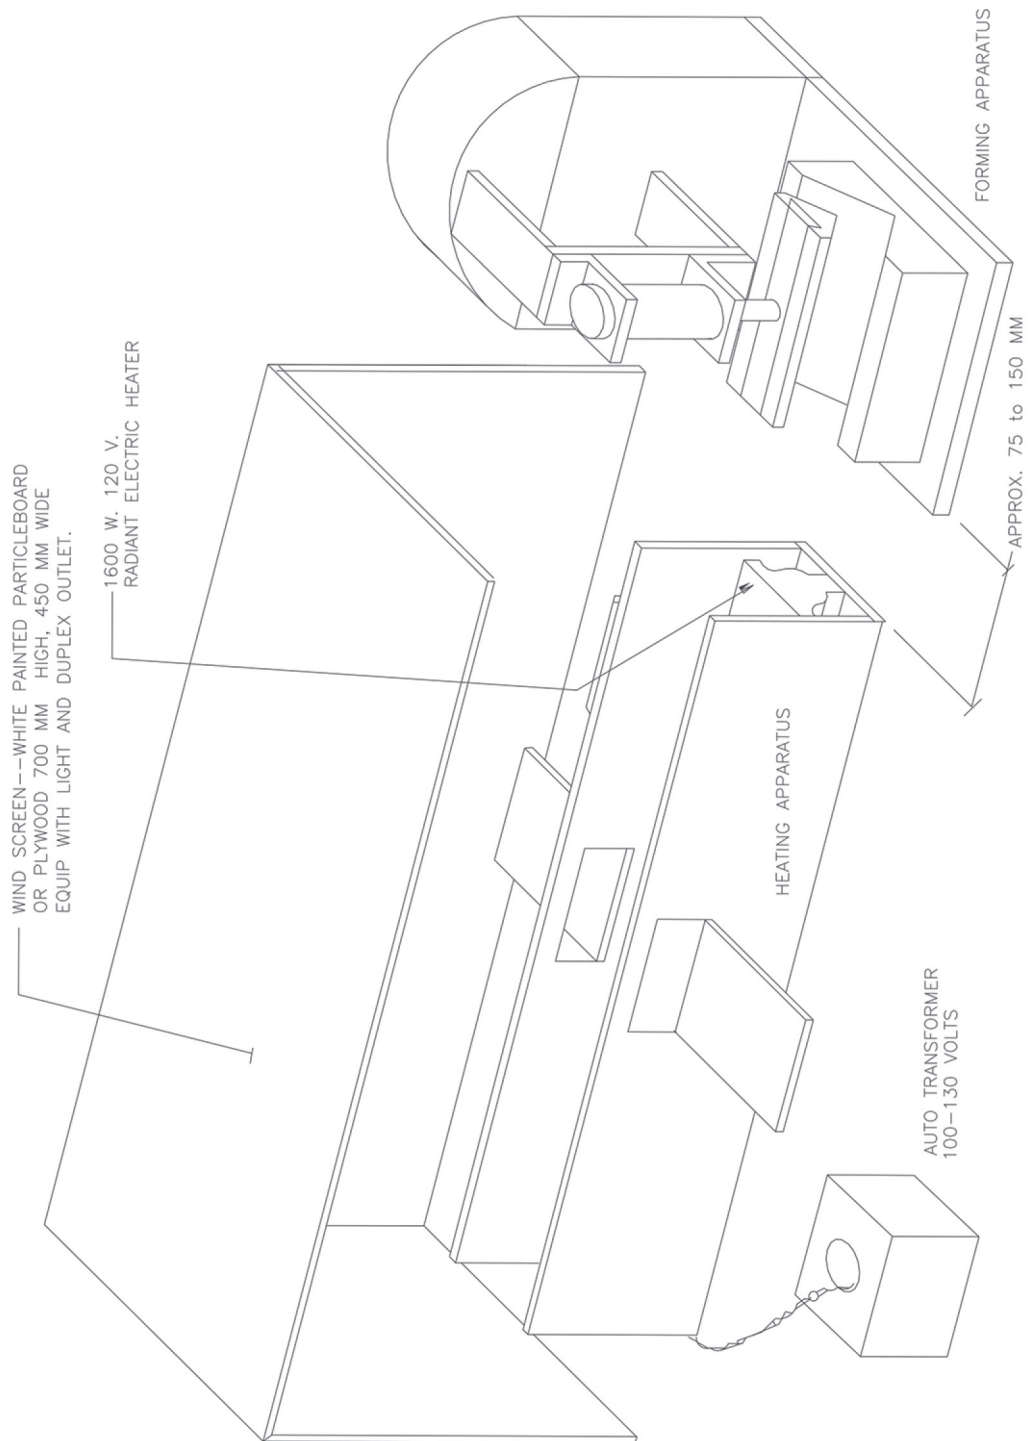 WIND SCREEN--WHITE PAINTED PARTICLEBOARD
OR PLYWOOD 700 MM HIGH, 450 MM WIDE
EQUIP WITH LIGHT AND DUPLEX OUTLET.
1600 W. 120 V.
RADIANT ELECTRIC HEATER
HEATING APPARATUS
AUTO TRANSFORMER
100-130 VOLTS
FORMING APPARATUS
APPROX. 75 to 150 MM